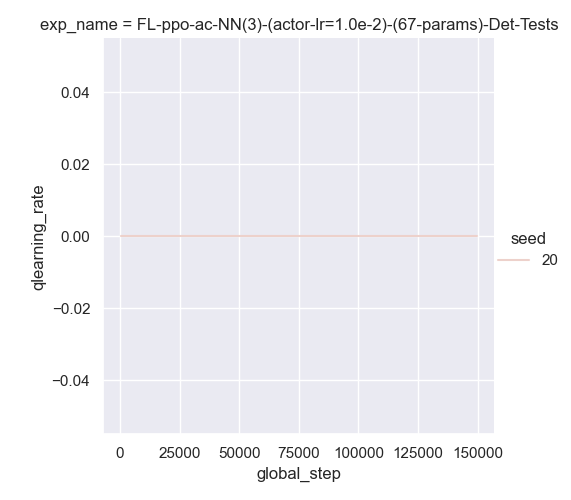 exp_name = FL-ppo-ac-NN(3)-(actor-lr=1.0e-2)-(67-params)-Det-Tests
0.04
0.02
0.00
−0.02
−0.04
qlearning_rate
seed
20
0 25000 50000 75000 100000 125000 150000
global_step